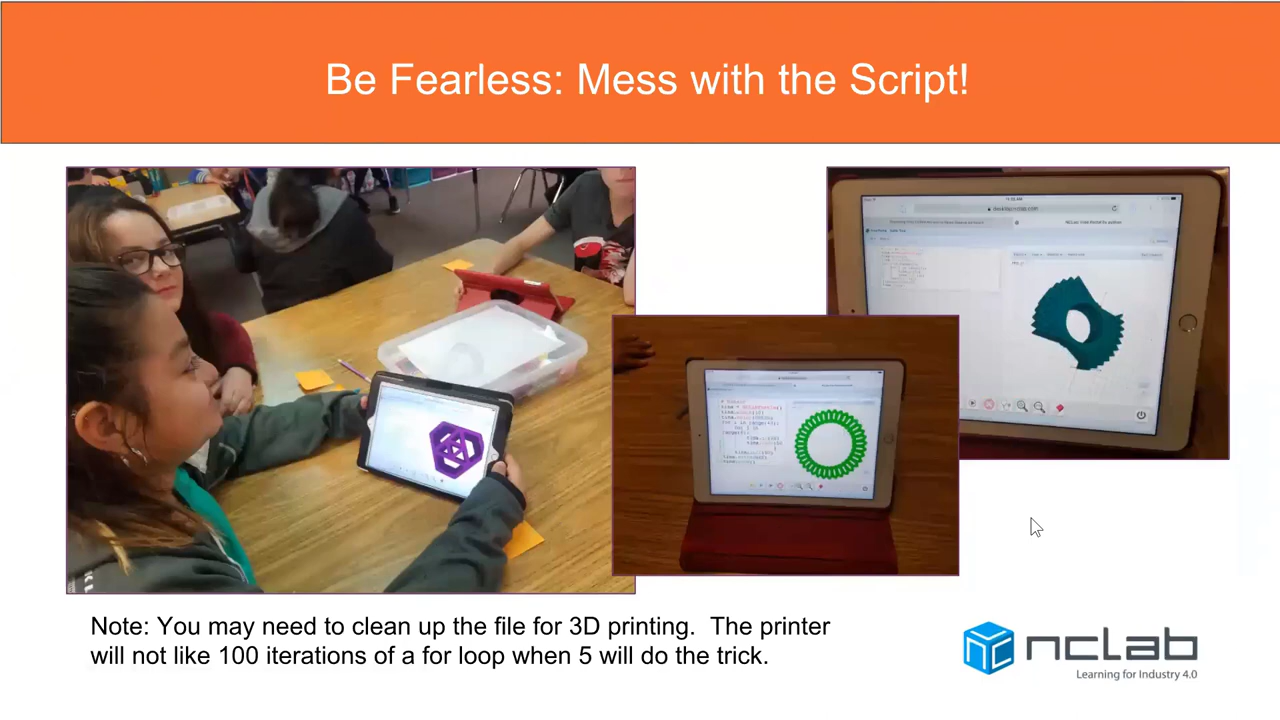 Be Fearless: Mess with the Script!
Note: You may need to clean up the file for 3D printing.  The printer
will not like 100 iterations of a for loop when 5 will do the trick.
nclab
Learning for Industry 4.0